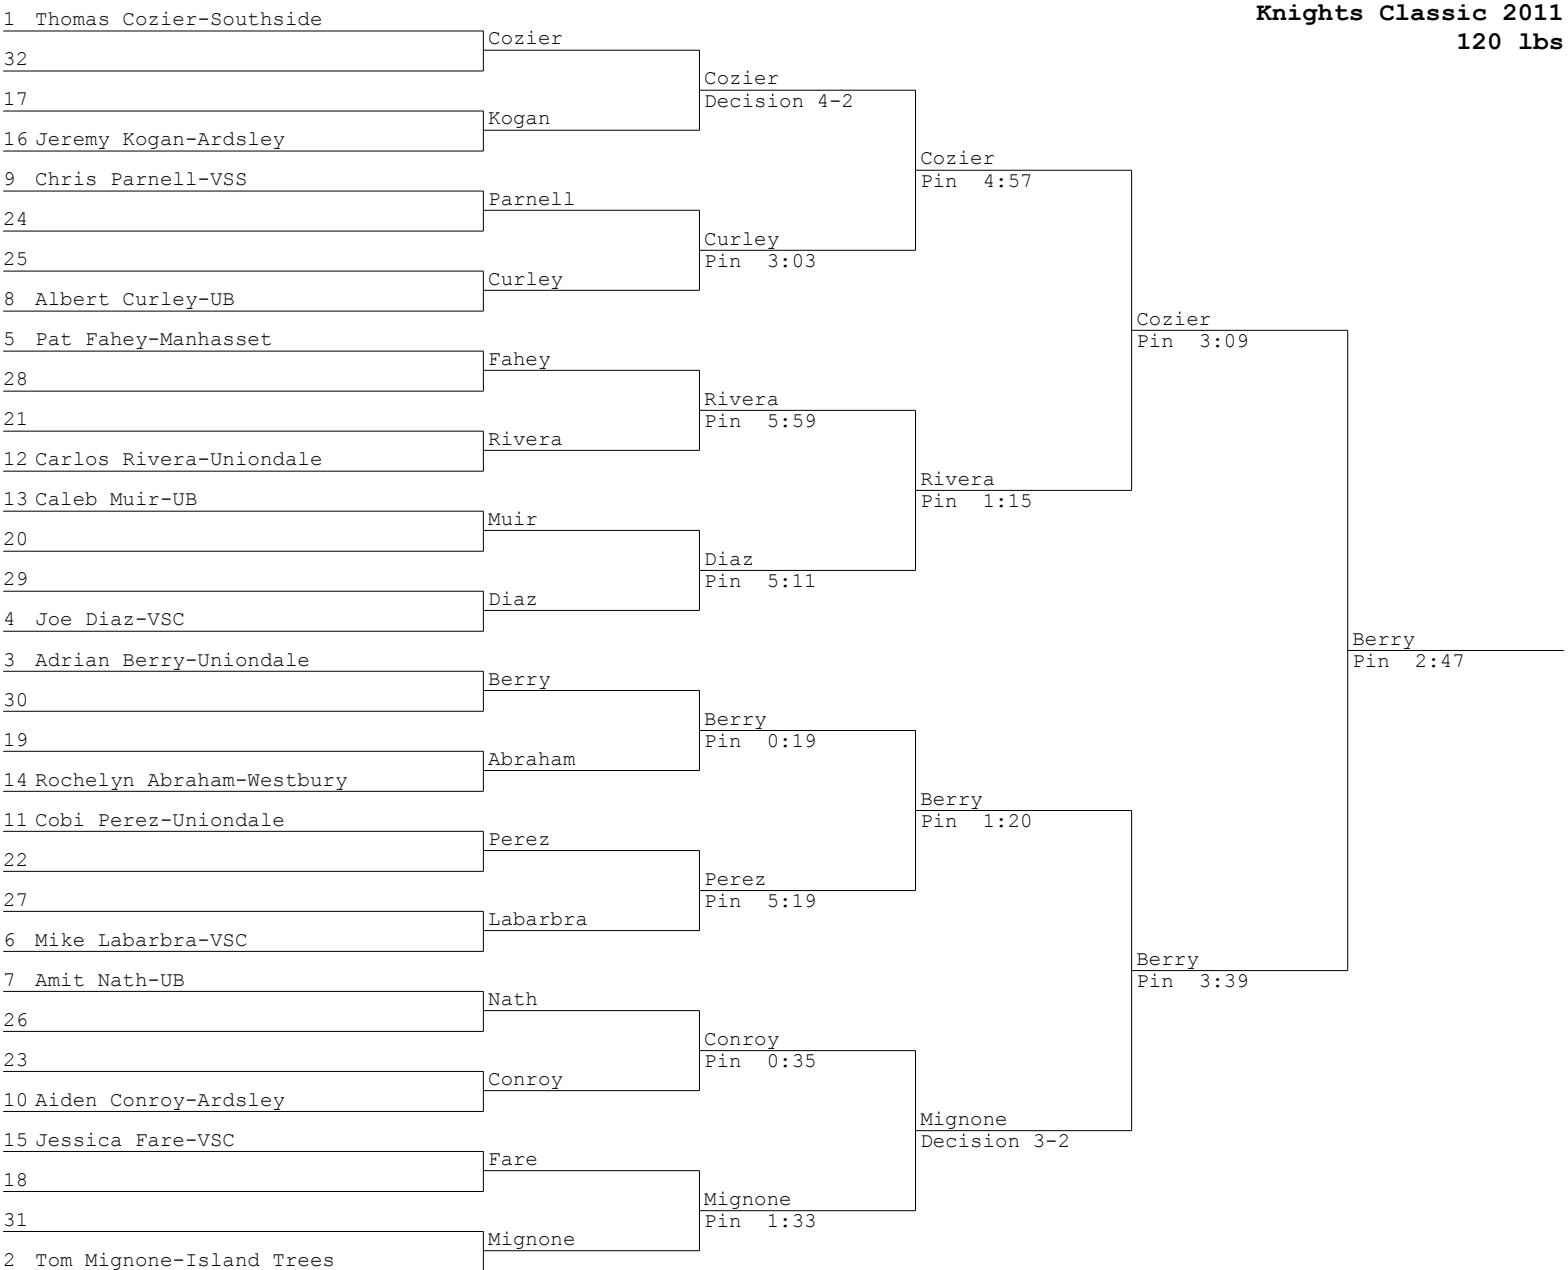 Knights Classic 2011
120 lbs
1 Thomas Cozier-Southside
Cozier
32
Cozier
Decision 4-2
17
Kogan
16 Jeremy Kogan-Ardsley
Cozier
Pin 4:57
9 Chris Parnell-VSS
Parnell
24
Curley
Pin 3:03
25
Curley
8 Albert Curley-UB
Cozier
Pin 3:09
5 Pat Fahey-Manhasset
Fahey
28
Rivera
Pin 5:59
21
Rivera
12 Carlos Rivera-Uniondale
Rivera
Pin 1:15
13 Caleb Muir-UB
Muir
20
Diaz
Pin 5:11
29
Diaz
4 Joe Diaz-VSC
Berry
Pin 2:47
3 Adrian Berry-Uniondale
Berry
30
Berry
Pin 0:19
19
Abraham
14 Rochelyn Abraham-Westbury
Berry
Pin 1:20
11 Cobi Perez-Uniondale
Perez
22
Perez
Pin 5:19
27
Labarbra
6 Mike Labarbra-VSC
Berry
Pin 3:39
7 Amit Nath-UB
Nath
26
Conroy
Pin 0:35
23
Conroy
10 Aiden Conroy-Ardsley
Mignone
Decision 3-2
15 Jessica Fare-VSC
Fare
18
Mignone
Pin 1:33
31
Mignone
2 Tom Mignone-Island Trees